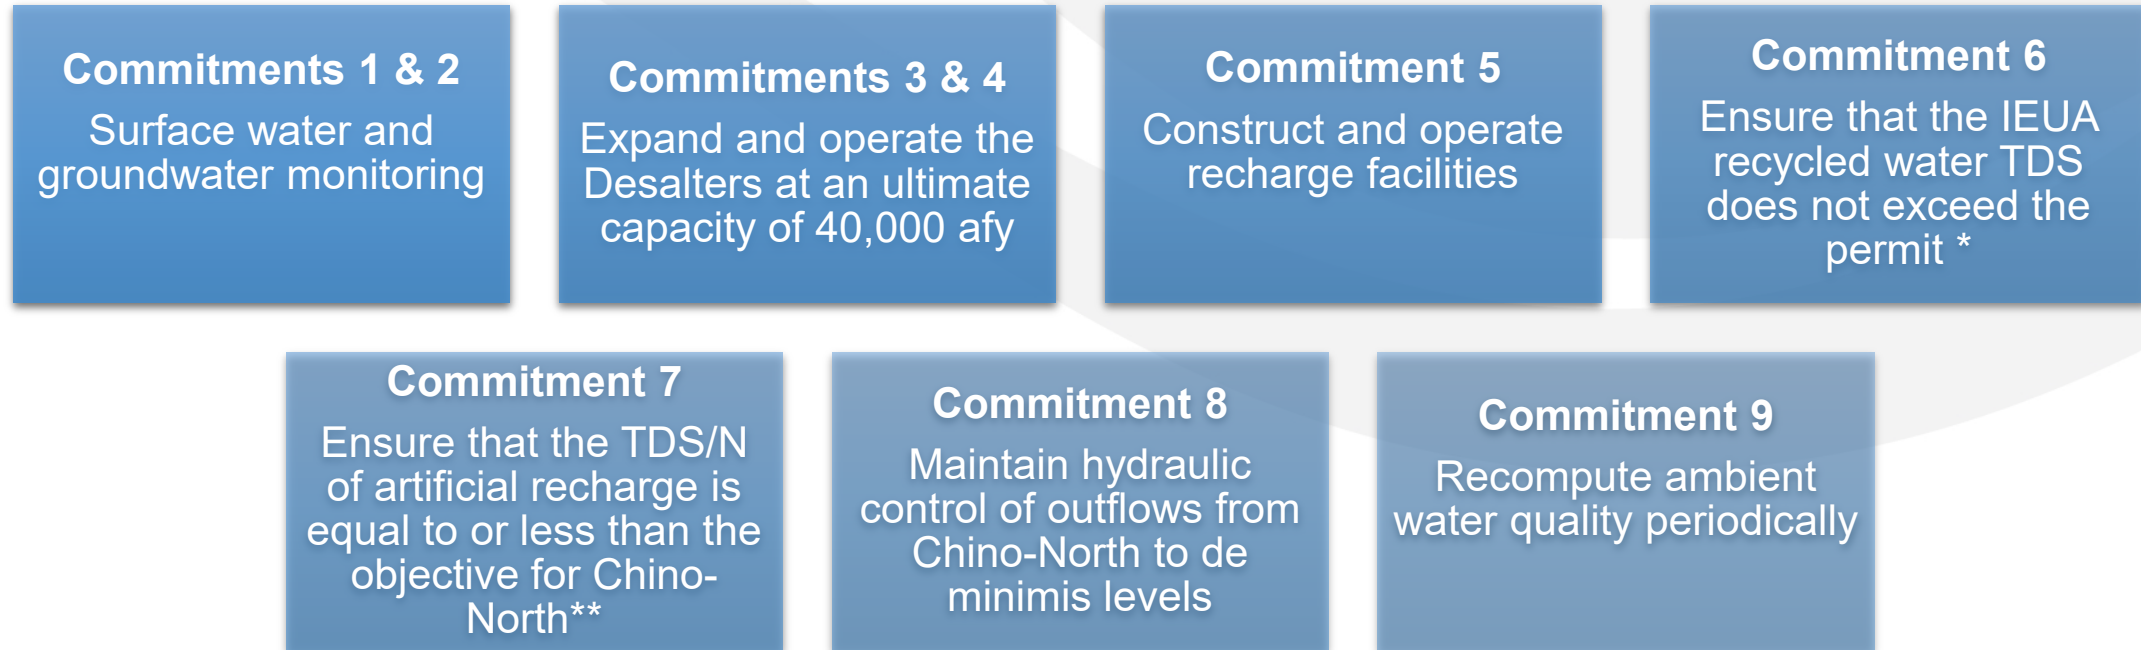 Commitments 1 & 2
Surface water and
groundwater monitoring
Commitments 3 & 4
Expand and operate the
Desalters at an ultimate
capacity of 40,000 afy
Commitment 5
Construct and operate
recharge facilities
Commitment 6
Ensure that the IEUA
recycled water TDS
does not exceed the
permit *
Commitment 7
Ensure that the TDS/N
of artificial recharge is
equal to or less than the
objective for Chino-
North**
Commitment 8
Maintain hydraulic
control of outflows from
Chino-North to de
minimis levels
Commitment 9
Recompute ambient
water quality periodically